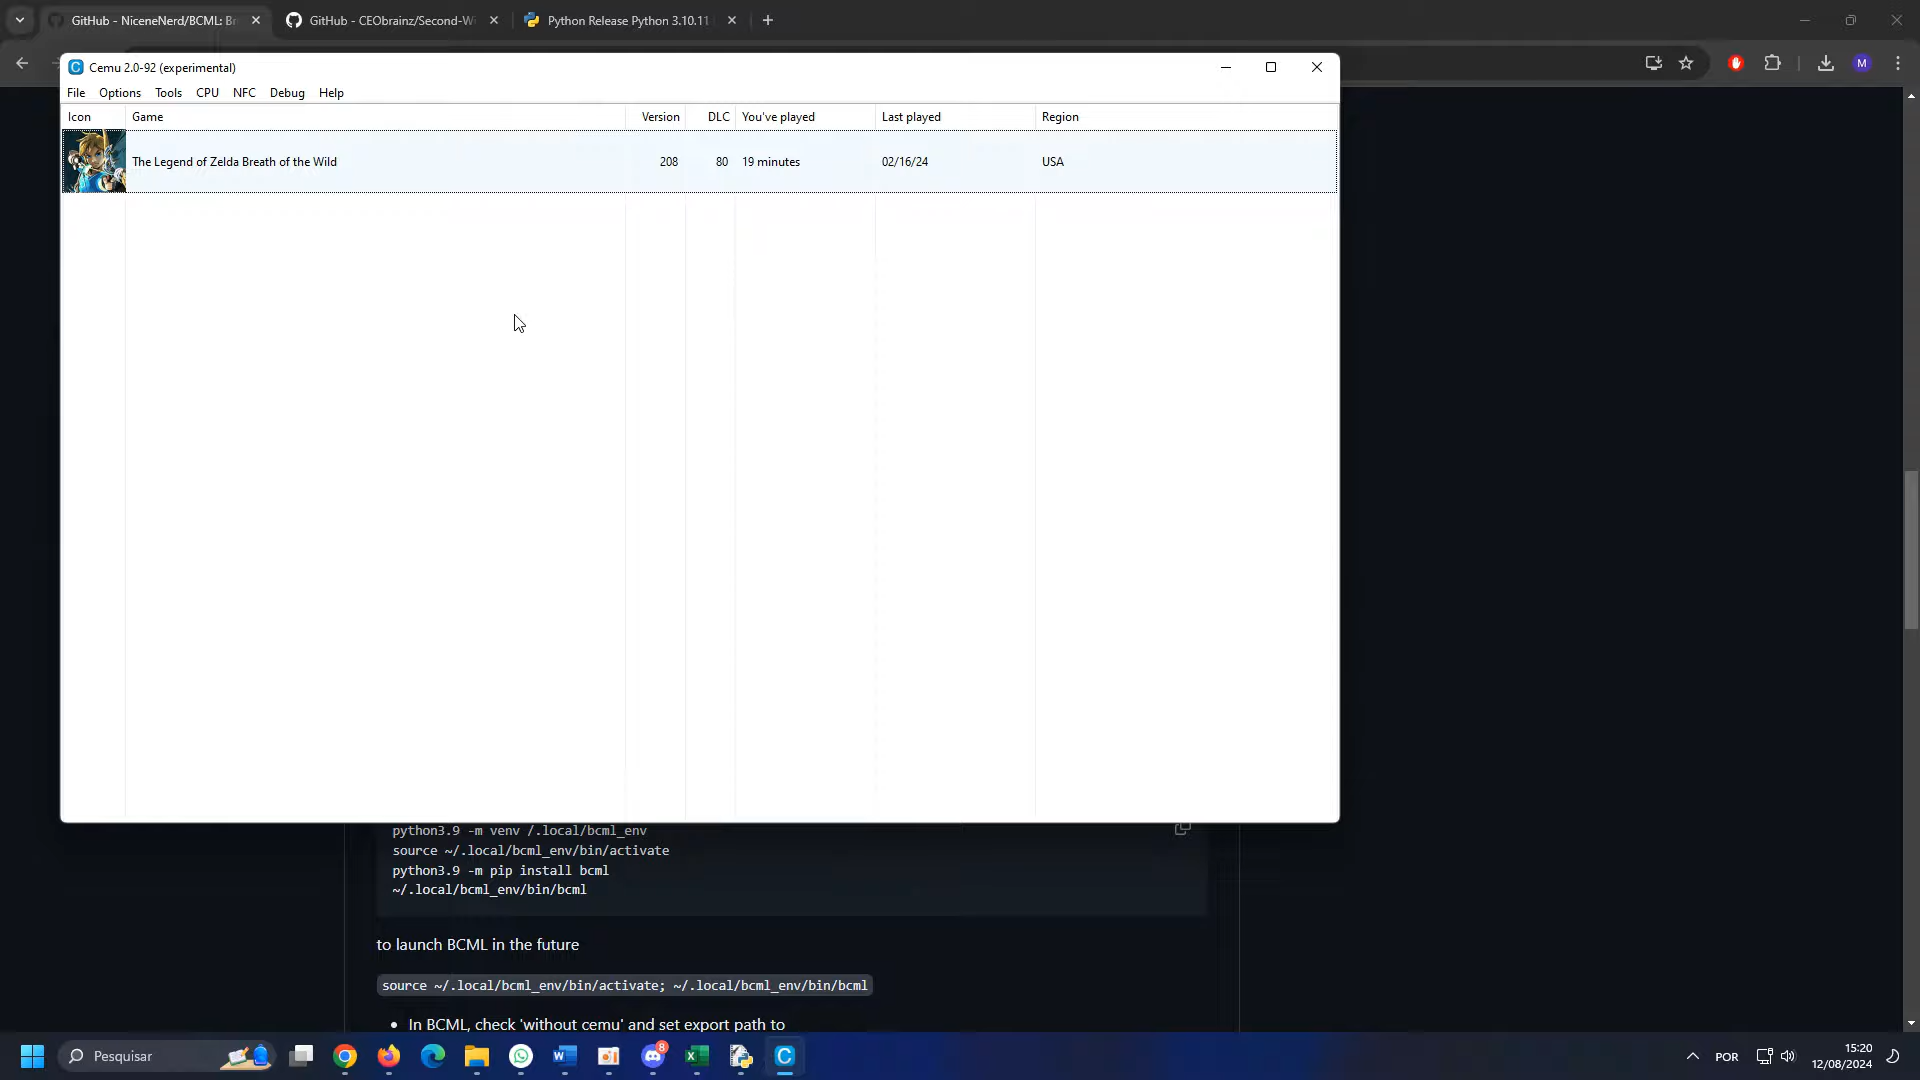 GitHub - NiceneNerd/BCML: Br
GitHub - CEObrainz/Second-Wi
Python Release Python 3.10.11
M
Cemu 2.0-92 (experimental)
File Options Tools CPU NFC Debug Help
Icon Game Version DLC You've played Last played Region
The Legend of Zelda Breath of the Wild 208 80 19 minutes 02/16/24 USA
python3.9 -m venv /.local/bcml_env
source ~/.local/bcml_env/bin/activate
python3.9 -m pip install bcml
~/.local/bcml_env/bin/bcml
to launch BCML in the future
source ~/.local/bcml_env/bin/activate; ~/.local/bcml_env/bin/bcml
• In BCML, check 'without cemu' and set export path to
Pesquisar
8
POR
15:20
12/08/2024